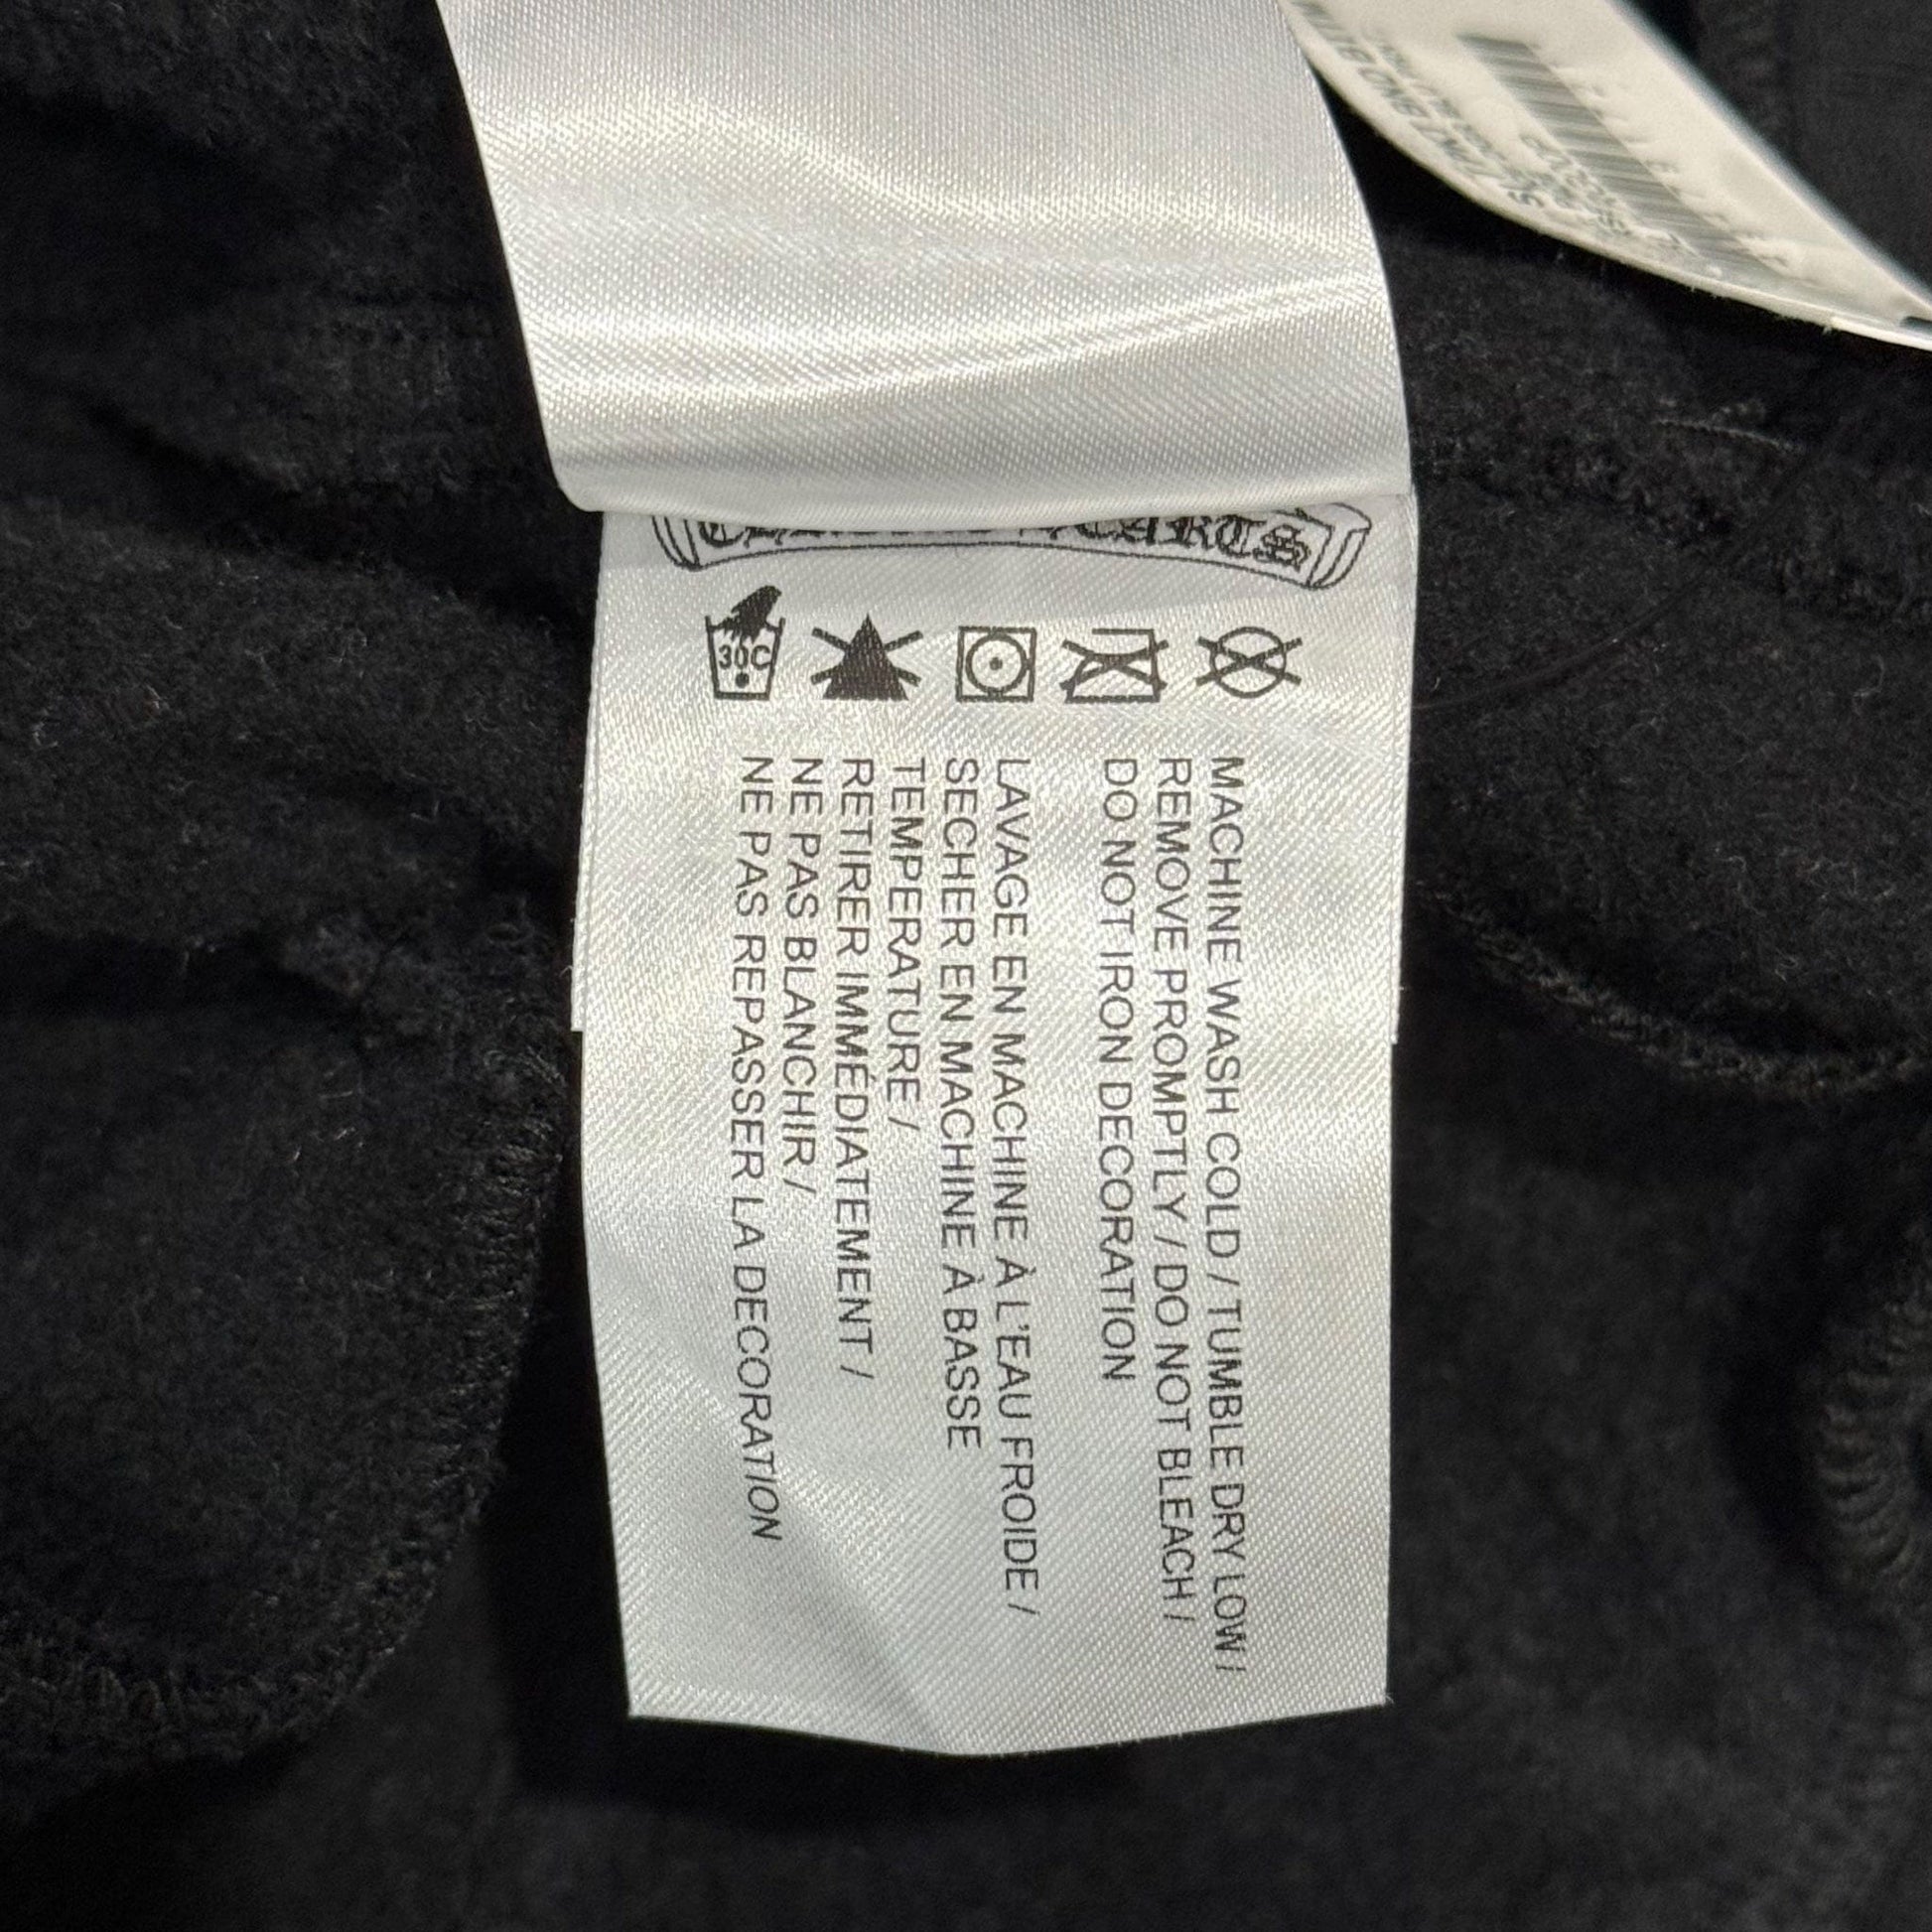 HEARTS
30C
MACHINE WASH COLD / TUMBLE DRY LOW /
REMOVE PROMPTLY / DO NOT BLEACH /
DO NOT IRON DECORATION
LAVAGE EN MACHINE À L'EAU FROIDE /
SECHER EN MACHINE À BASSE
TEMPERATURE /
RETIRER IMMÉDIATEMENT /
NE PAS BLANCHIR /
NE PAS REPASSER LA DECORATION